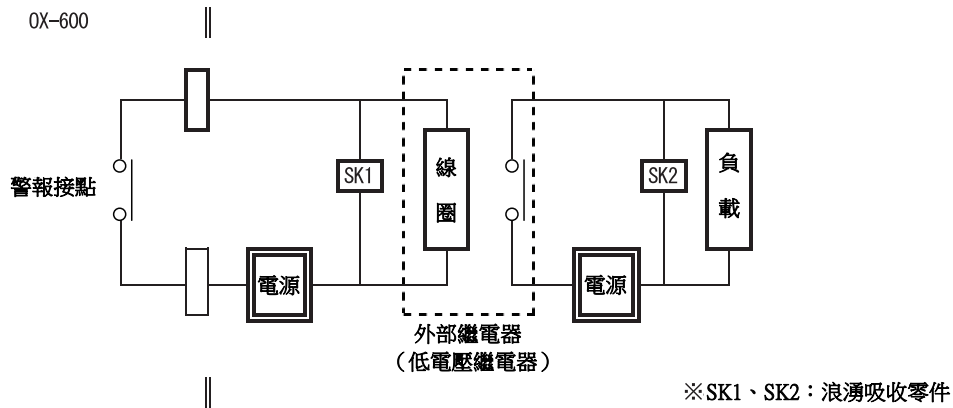 OX-600
警報接點
SK1
線圈
SK2
負載
電源
電源
外部繼電器
（低電壓繼電器）
※SK1、SK2：浪湧吸收零件